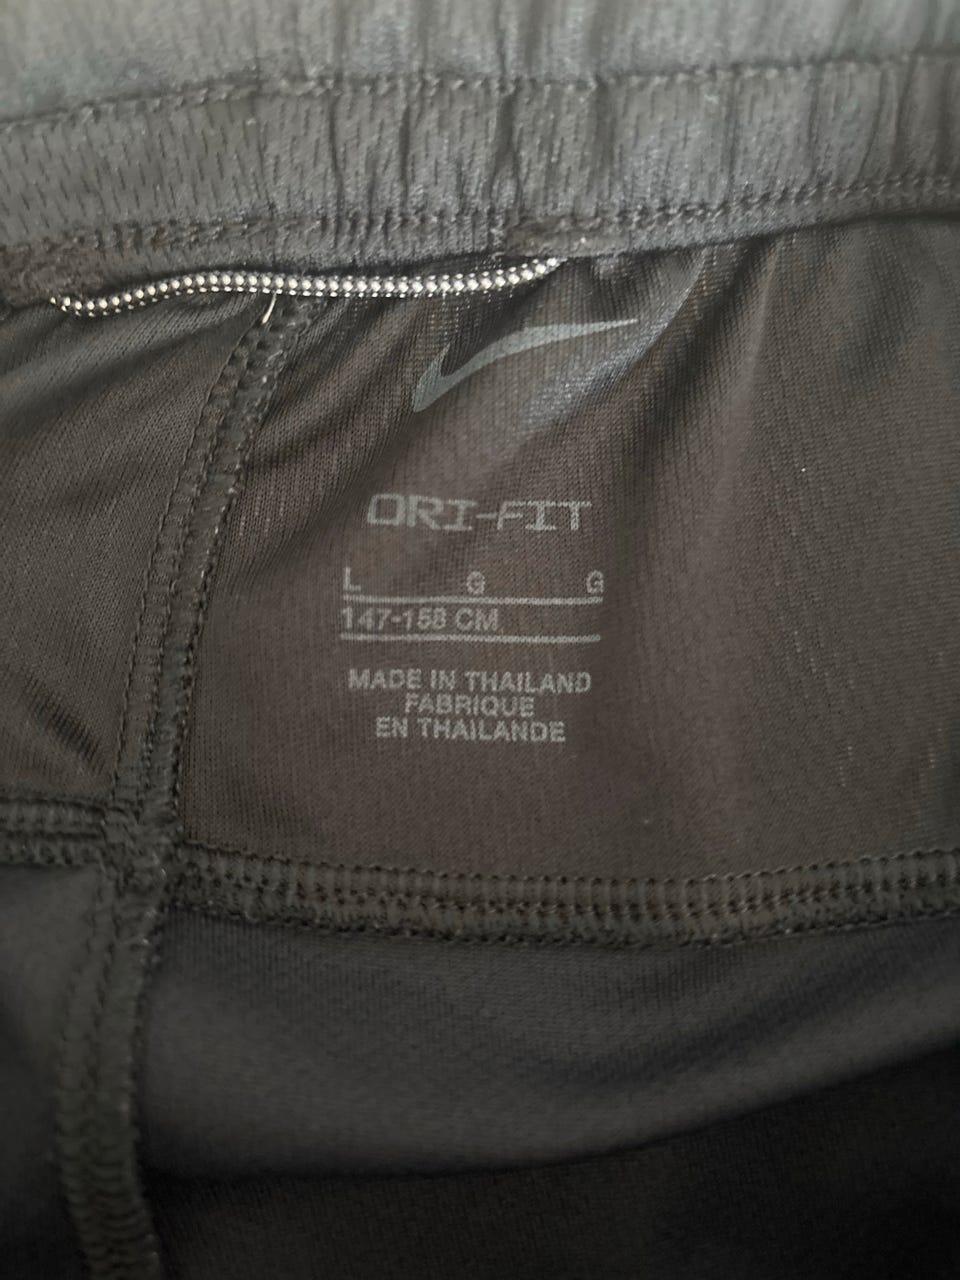 DRI-FIT
L G G
147-158 CM
MADE IN THAILAND
FABRIQUE
EN THAILANDE